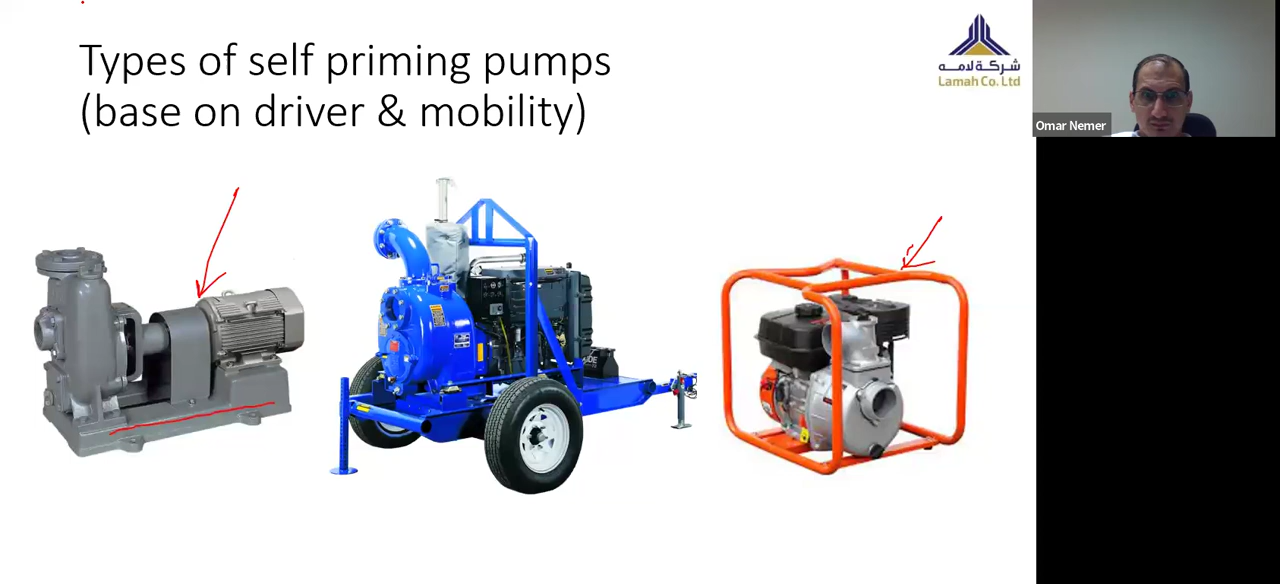 Types of self priming pumps
(base on driver & mobility)
شركة لامه
Lamah Co. Ltd
Omar Nemer